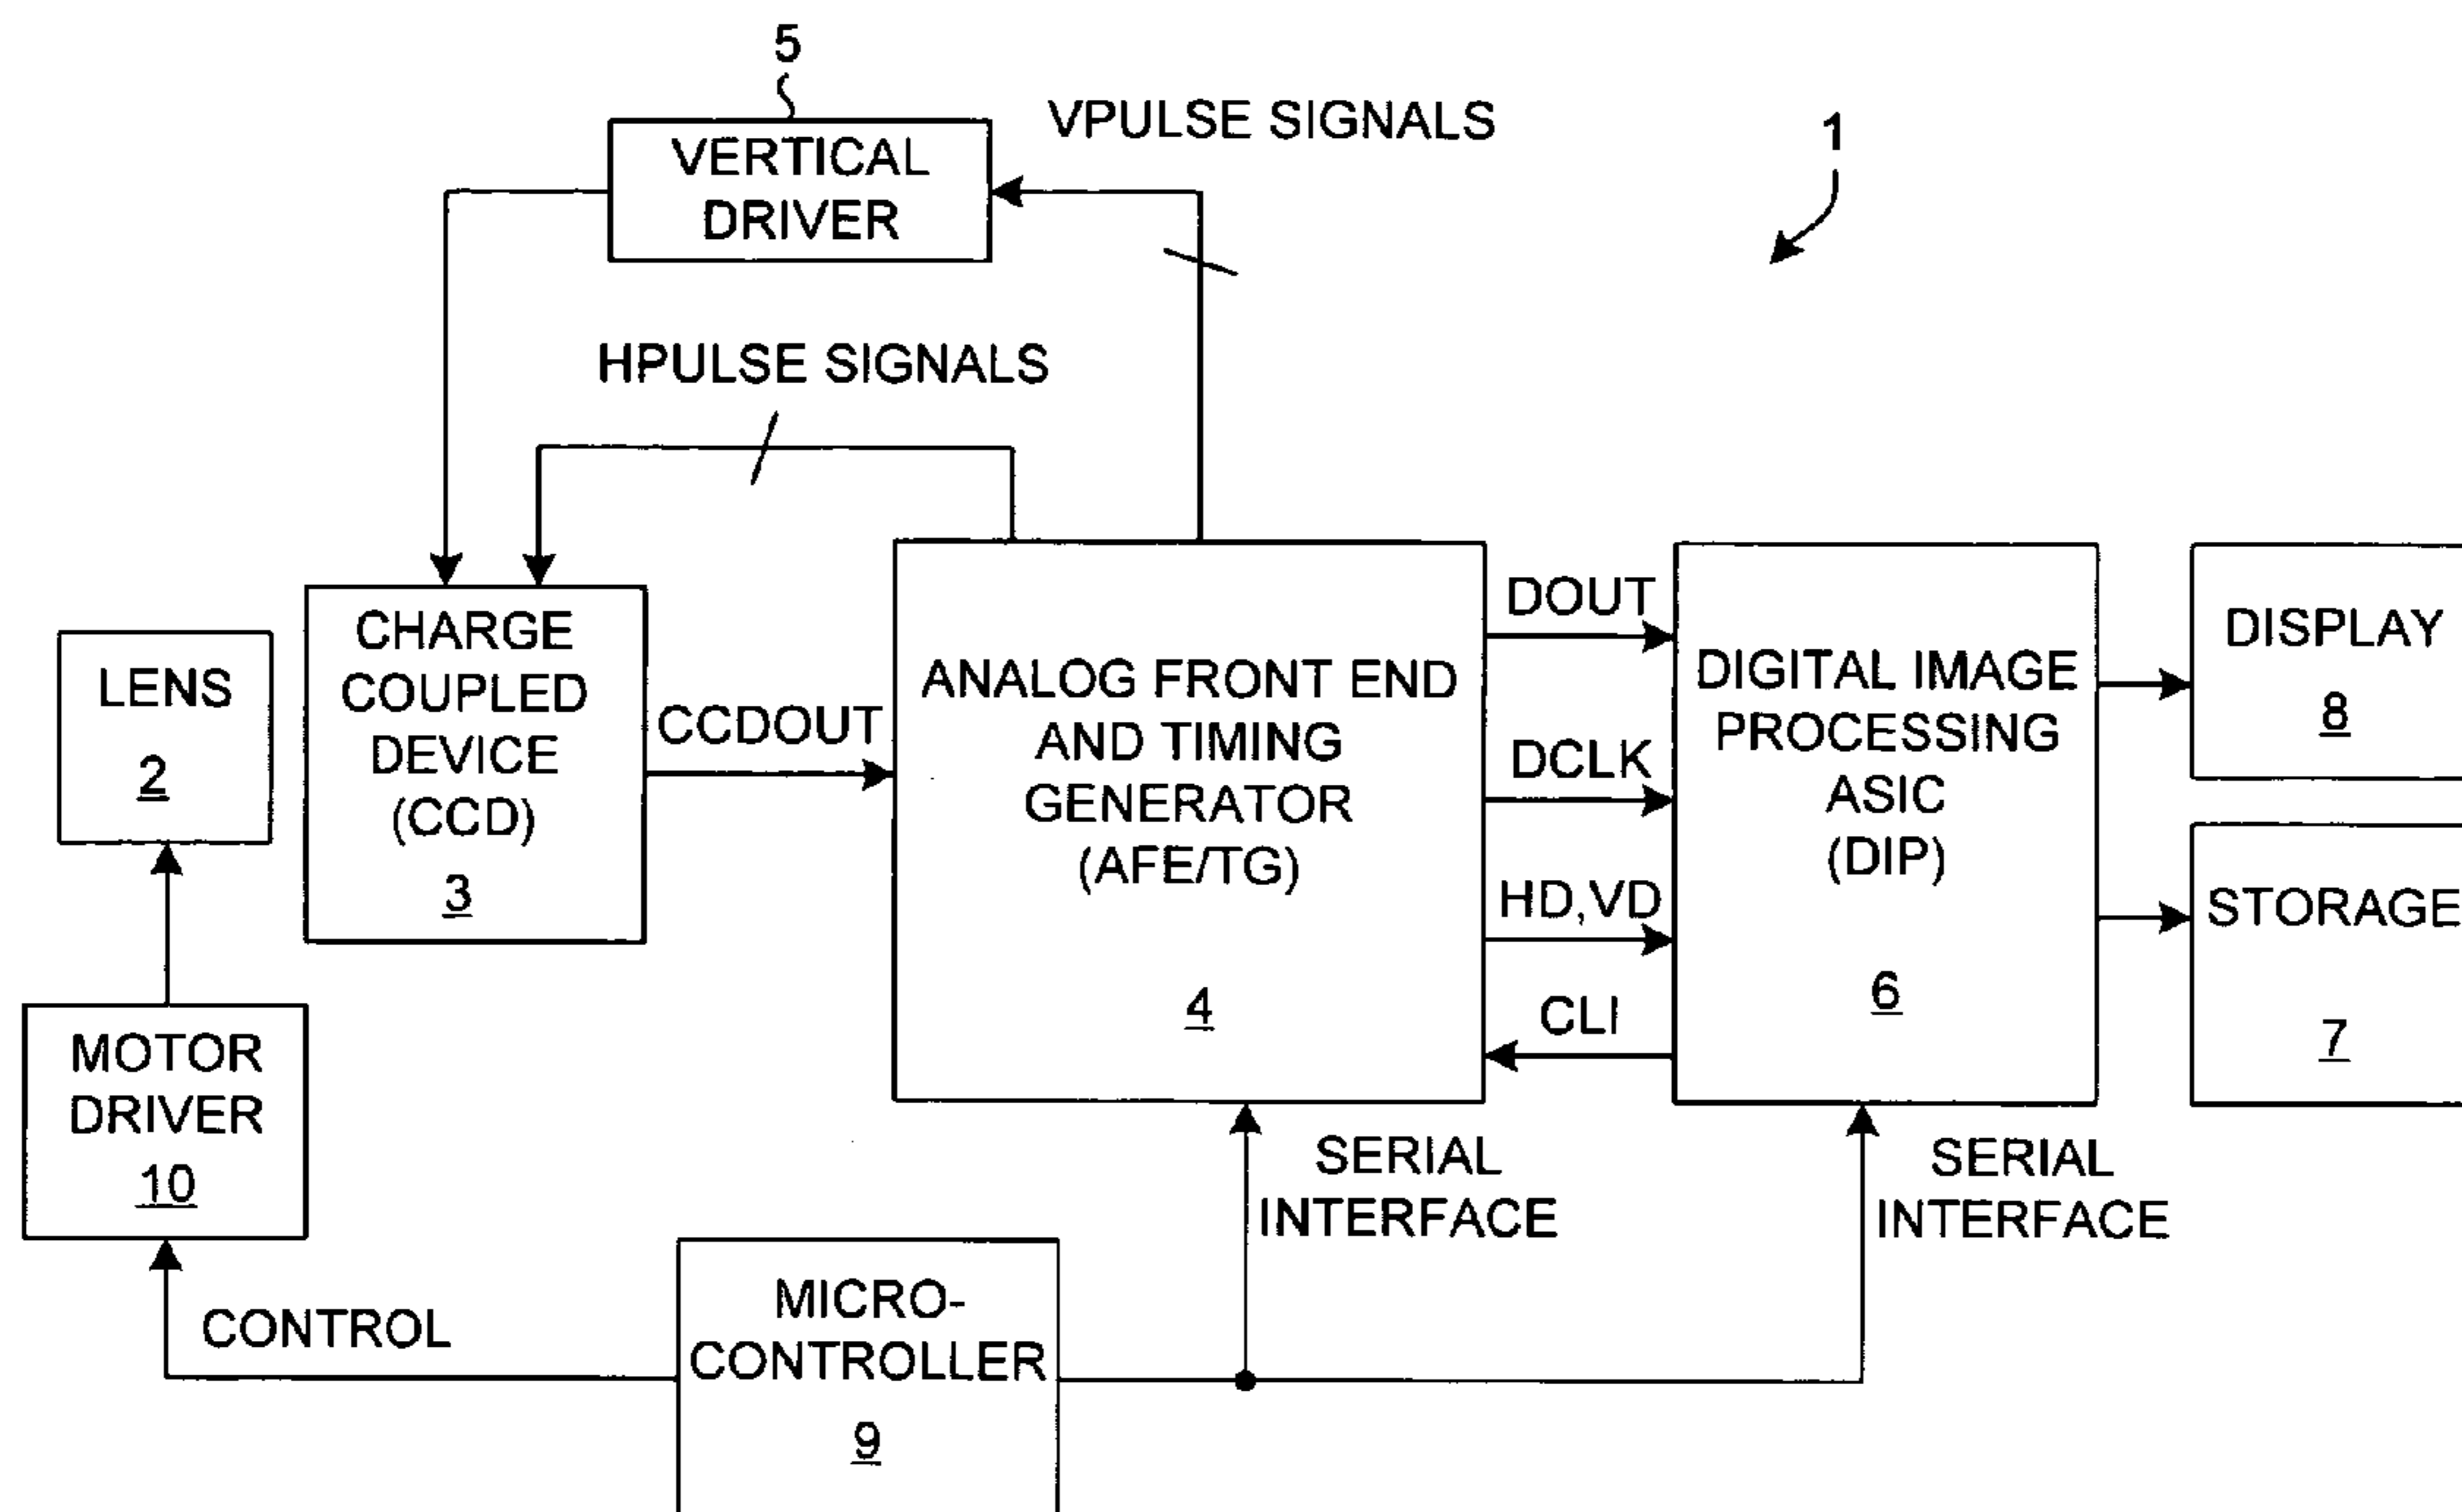 5
VERTICAL
DRIVER
VPULSE SIGNALS
1
HPULSE SIGNALS
LENS
2
CHARGE
COUPLED
DEVICE
(CCD)
3
CCDOUT
ANALOG FRONT END
AND TIMING
GENERATOR
(AFE/TG)
4
DOUT
DCLK
HD,VD
CLI
DIGITAL IMAGE
PROCESSING
ASIC
(DIP)
6
DISPLAY
8
STORAGE
7
MOTOR
DRIVER
10
CONTROL
MICRO-
CONTROLLER
9
SERIAL
INTERFACE
SERIAL
INTERFACE